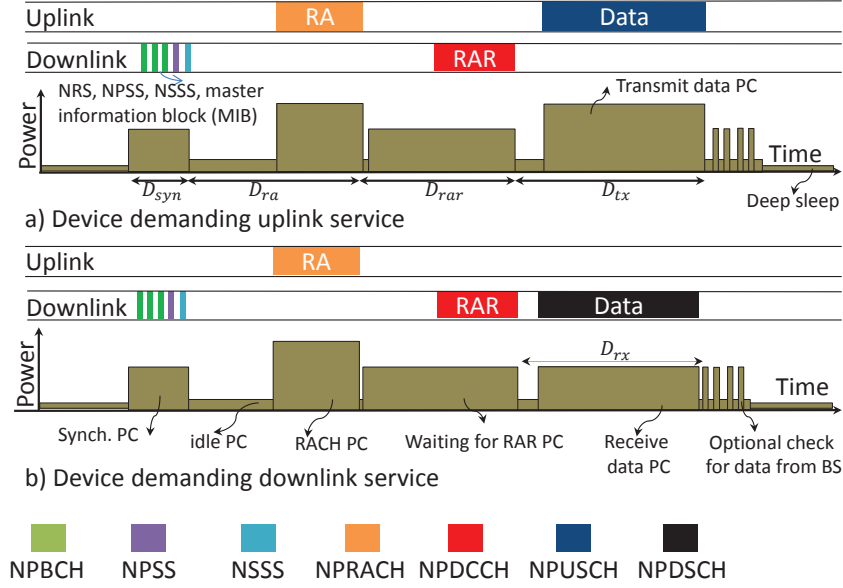 Uplink RA Data
Downlink RAR
NRS, NPSS, NSSS, master
information block (MIB)
Transmit data PC
Power
Time
D_syn D_ra D_rar D_tx
Deep sleep
a) Device demanding uplink service
Uplink RA
Downlink RAR Data
D_rx
Power
Time
Synch. PC idle PC RACH PC Waiting for RAR PC
Receive
data PC
Optional check
for data from BS
b) Device demanding downlink service
NPBCH NPSS NSSS NPRACH NPDCCH NPUSCH NPDSCH